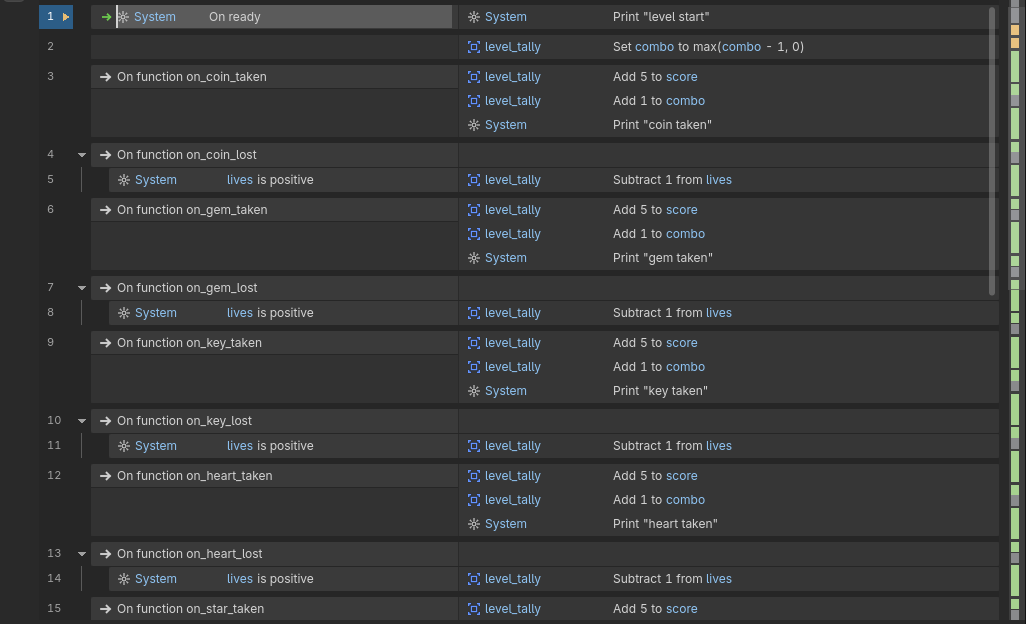 1 System On ready System Print "level start"
2 level_tally Set combo to max(combo - 1, 0)
3 On function on_coin_taken level_tally Add 5 to score
level_tally Add 1 to combo
System Print "coin taken"
4 On function on_coin_lost
5 System lives is positive level_tally Subtract 1 from lives
6 On function on_gem_taken level_tally Add 5 to score
level_tally Add 1 to combo
System Print "gem taken"
7 On function on_gem_lost
8 System lives is positive level_tally Subtract 1 from lives
9 On function on_key_taken level_tally Add 5 to score
level_tally Add 1 to combo
System Print "key taken"
10 On function on_key_lost
11 System lives is positive level_tally Subtract 1 from lives
12 On function on_heart_taken level_tally Add 5 to score
level_tally Add 1 to combo
System Print "heart taken"
13 On function on_heart_lost
14 System lives is positive level_tally Subtract 1 from lives
15 On function on_star_taken level_tally Add 5 to score